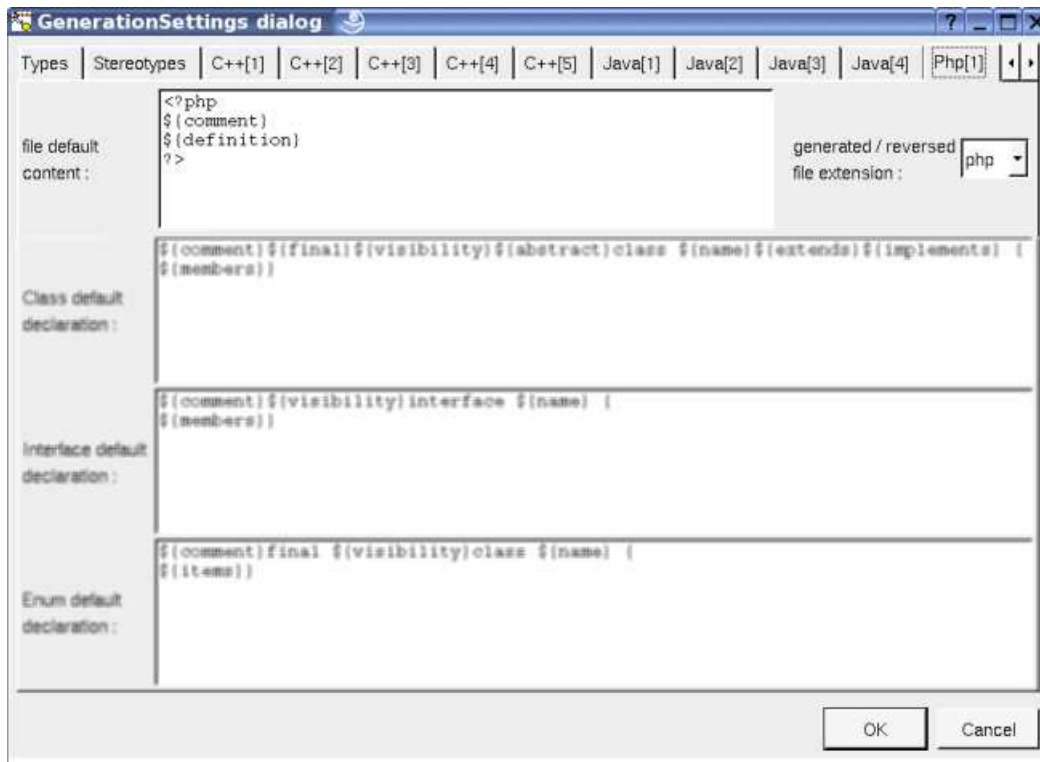 GenerationSettings dialog
Types Stereotypes C++[1] C++[2] C++[3] C++[4] C++[5] Java[1] Java[2] Java[3] Java[4] Php[1]
file default
content :
<?php
${comment}
${definition}
?>
generated / reversed
file extension :
php
Class default
declaration :
${comment}${final}${visibility}${abstract}class ${name}${extends}${implements} {
${members}}
Interface default
declaration :
${comment}${visibility}interface ${name} {
${members}}
Enum default
declaration :
${comment}final ${visibility}class ${name} {
${items}}
OK Cancel